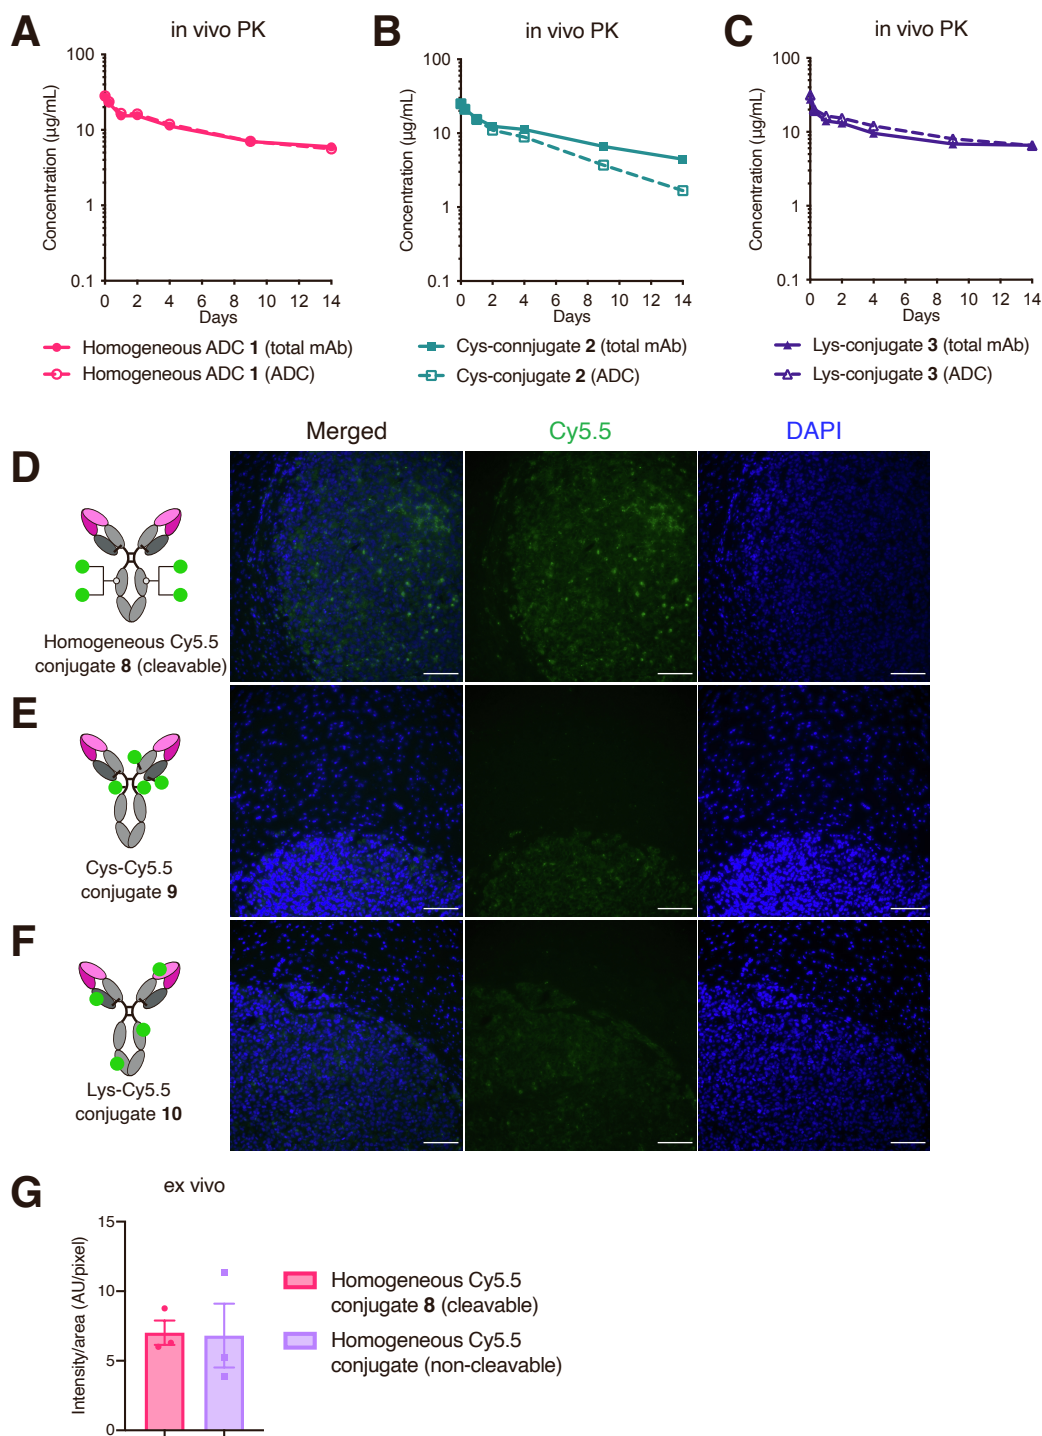 A
in vivo PK
Concentration (µg/mL)
100
10
1
0.1
0 2 4 6 8 10 12 14
Days
Homogeneous ADC 1 (total mAb)
Homogeneous ADC 1 (ADC)
B
in vivo PK
Concentration (µg/mL)
100
10
1
0.1
0 2 4 6 8 10 12 14
Days
Cys-connjugate 2 (total mAb)
Cys-conjugate 2 (ADC)
C
in vivo PK
Concentration (µg/mL)
100
10
1
0.1
0 2 4 6 8 10 12 14
Days
Lys-conjugate 3 (total mAb)
Lys-conjugate 3 (ADC)
Merged
Cy5.5
DAPI
D
Homogeneous Cy5.5
conjugate 8 (cleavable)
E
Cys-Cy5.5
conjugate 9
F
Lys-Cy5.5
conjugate 10
G
ex vivo
Intensity/area (AU/pixel)
15
10
5
0
Homogeneous Cy5.5
conjugate 8 (cleavable)
Homogeneous Cy5.5
conjugate (non-cleavable)